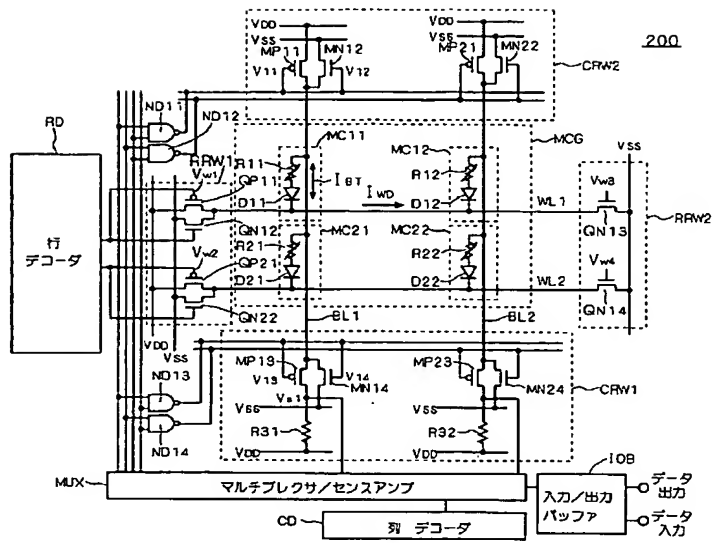 200
VDD
VSS
MP11
MN12
V11
V12
MP21
MN22
CRW2
ND11
ND12
RD
RRW1
Vw1
QP11
QN12
Vw2
QP21
QN22
行
デコーダ
VDD
VSS
MC11
R11
D11
IBT
IWD
MC12
R12
D12
MCG
WL1
MC21
R21
D21
MC22
R22
D22
WL2
VSS
Vw3
QN13
Vw4
QN14
RRW2
BL1
BL2
ND13
ND14
MP13
V13
V14
MN14
Vs1
VSS
R31
VDD
MP23
MN24
VSS
R32
VDD
CRW1
MUX
マルチプレクサ/センスアンプ
CD
列 デコーダ
IOB
入力/出力
バッファ
データ
出力
データ
入力